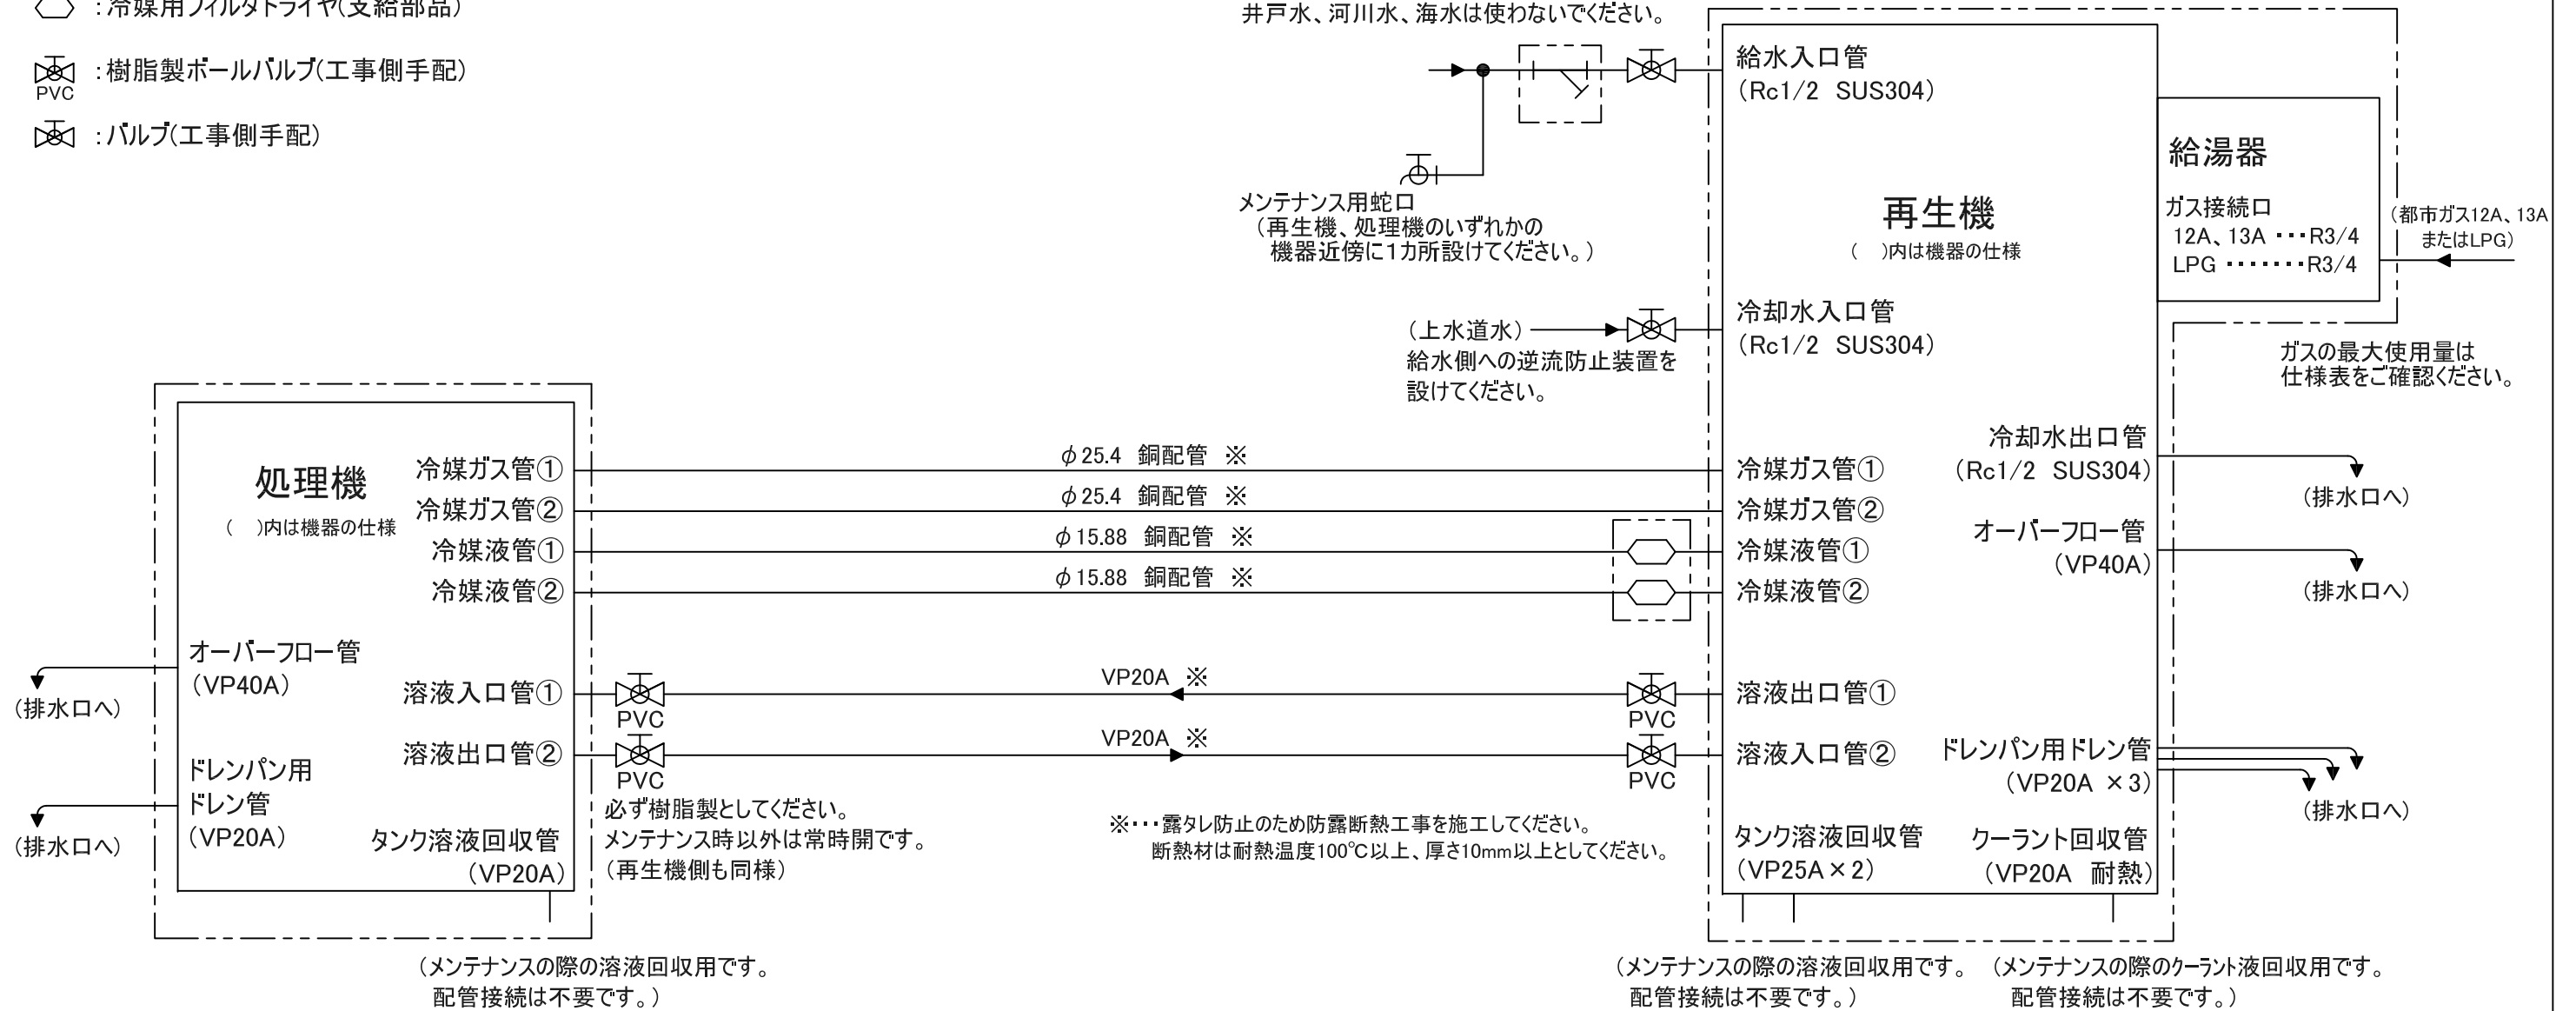 ：冷媒用フィルタドライヤ(支給部品)
PVC
：樹脂製ボールバルブ(工事側手配)
：バルブ(工事側手配)
井戸水、河川水、海水は使わないでください。
メンテナンス用蛇口
（再生機、処理機のいずれかの
機器近傍に1カ所設けてください。）
（上水道水）
給水側への逆流防止装置を
設けてください。
給水入口管
（Rc1/2 SUS304）
再生機
（　）内は機器の仕様
冷却水入口管
（Rc1/2 SUS304）
給湯器
ガス接続口
12A、13A ・・・R3/4
LPG ・・・・・・・R3/4
（都市ガス12A、13A
またはLPG）
ガスの最大使用量は
仕様表をご確認ください。
処理機
（　）内は機器の仕様
冷媒ガス管①
冷媒ガス管②
冷媒液管①
冷媒液管②
オーバーフロー管
（VP40A）
（排水口へ）
溶液入口管①
溶液出口管②
ドレンパン用
ドレン管
（VP20A）
（排水口へ）
タンク溶液回収管
（VP20A）
（メンテナンスの際の溶液回収用です。
配管接続は不要です。）
φ25.4 銅配管 ※
φ25.4 銅配管 ※
φ15.88 銅配管 ※
φ15.88 銅配管 ※
VP20A ※
VP20A ※
PVC
PVC
PVC
PVC
必ず樹脂製としてください。
メンテナンス時以外は常時開です。
（再生機側も同様）
※・・・露タレ防止のため防露断熱工事を施工してください。
断熱材は耐熱温度100℃以上、厚さ10mm以上としてください。
冷媒ガス管①
冷媒ガス管②
冷媒液管①
冷媒液管②
溶液出口管①
溶液入口管②
タンク溶液回収管
（VP25A×2）
冷却水出口管
（Rc1/2 SUS304）
（排水口へ）
オーバーフロー管
（VP40A）
（排水口へ）
ドレンパン用ドレン管
（VP20A ×3）
（排水口へ）
クーラント回収管
（VP20A 耐熱）
（メンテナンスの際の溶液回収用です。
配管接続は不要です。）
（メンテナンスの際のクーラント液回収用です。
配管接続は不要です。）